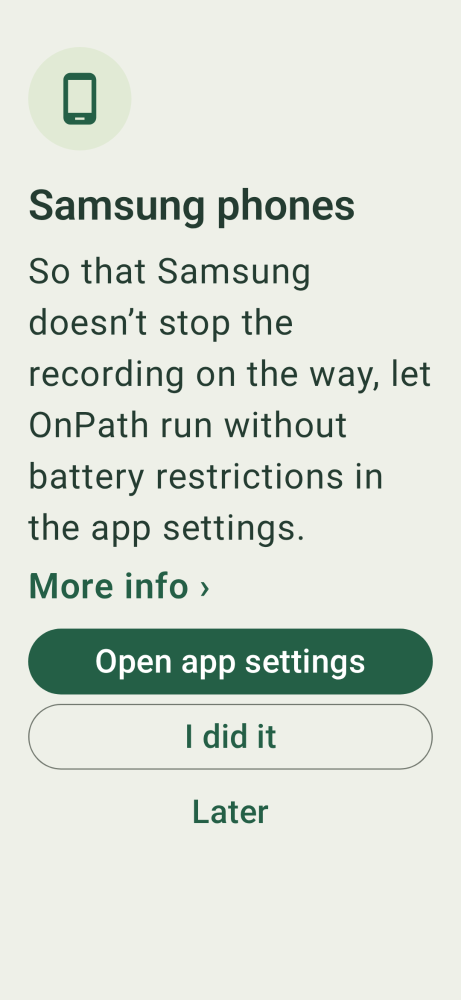 Samsung phones
So that Samsung
doesn’t stop the
recording on the way, let
OnPath run without
battery restrictions in
the app settings.
More info ›
Open app settings
I did it
Later